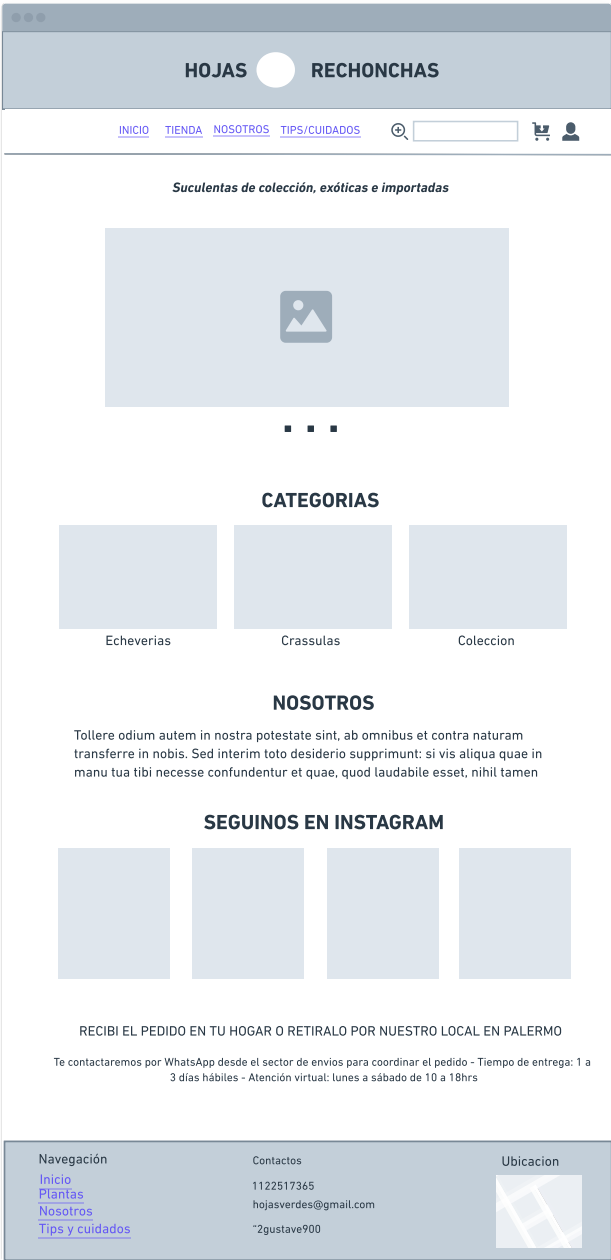 HOJAS RECHONCHAS
INICIO TIENDA NOSOTROS TIPS/CUIDADOS
Suculentas de colección, exóticas e importadas
CATEGORIAS
Echeverias Crassulas Coleccion
NOSOTROS
Tollere odium autem in nostra potestate sint, ab omnibus et contra naturam
transferre in nobis. Sed interim toto desiderio supprimunt: si vis aliqua quae in
manu tua tibi necesse confundentur et quae, quod laudabile esset, nihil tamen
SEGUINOS EN INSTAGRAM
RECIBI EL PEDIDO EN TU HOGAR O RETIRALO POR NUESTRO LOCAL EN PALERMO
Te contactaremos por WhatsApp desde el sector de envios para coordinar el pedido - Tiempo de entrega: 1 a
3 días hábiles - Atención virtual: lunes a sábado de 10 a 18hrs
Navegación
Inicio
Plantas
Nosotros
Tips y cuidados
Contactos
1122517365
hojasverdes@gmail.com
"2gustave900
Ubicacion